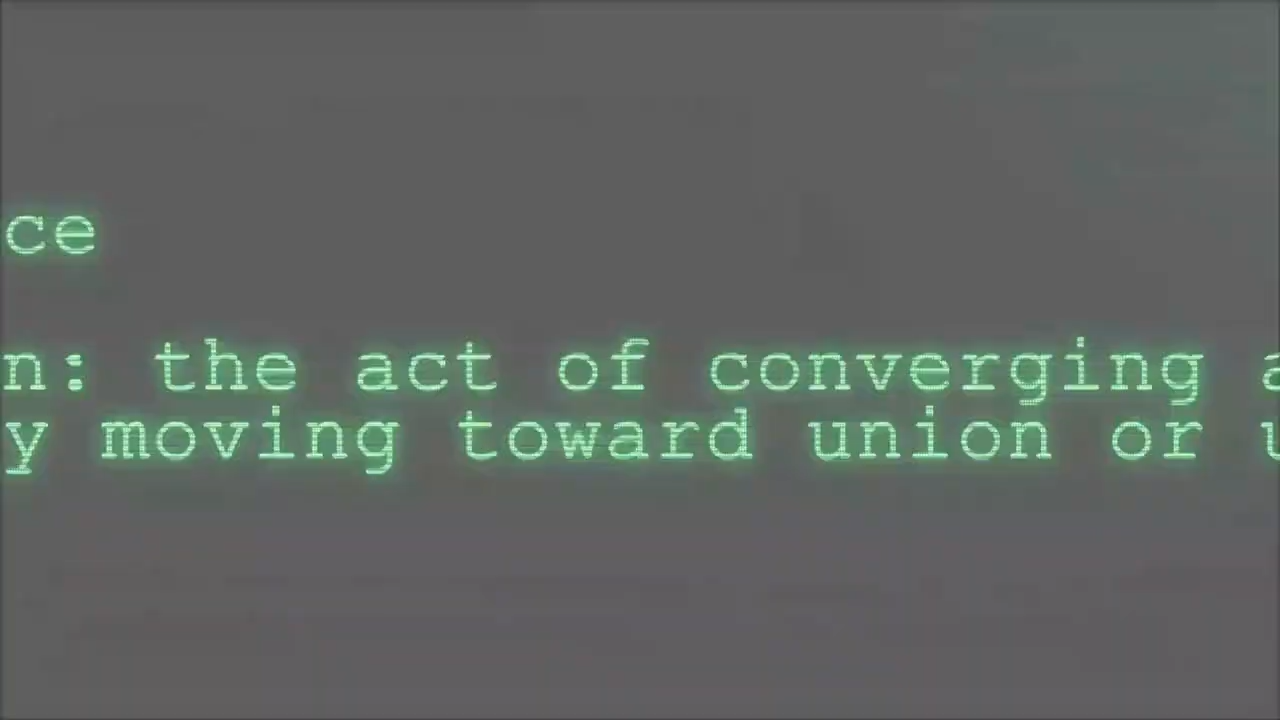 ce
n: the act of converging a
y moving toward union or u